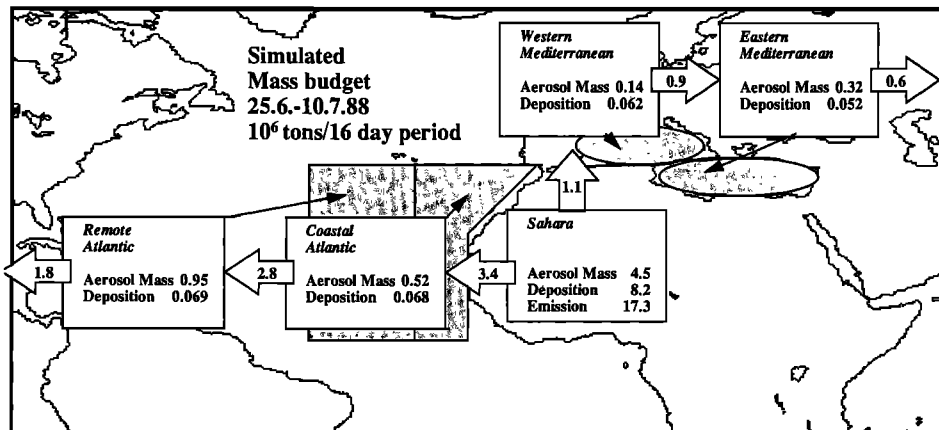 Simulated
Mass budget
25.6.-10.7.88
10⁶ tons/16 day period
Western
Mediterranean
Aerosol Mass 0.14
Deposition 0.062
0.9
Eastern
Mediterranean
Aerosol Mass 0.32
Deposition 0.052
0.6
1.1
Remote
Atlantic
Aerosol Mass 0.95
Deposition 0.069
1.8
Coastal
Atlantic
Aerosol Mass 0.52
Deposition 0.068
2.8
Sahara
Aerosol Mass 4.5
Deposition 8.2
Emission 17.3
3.4